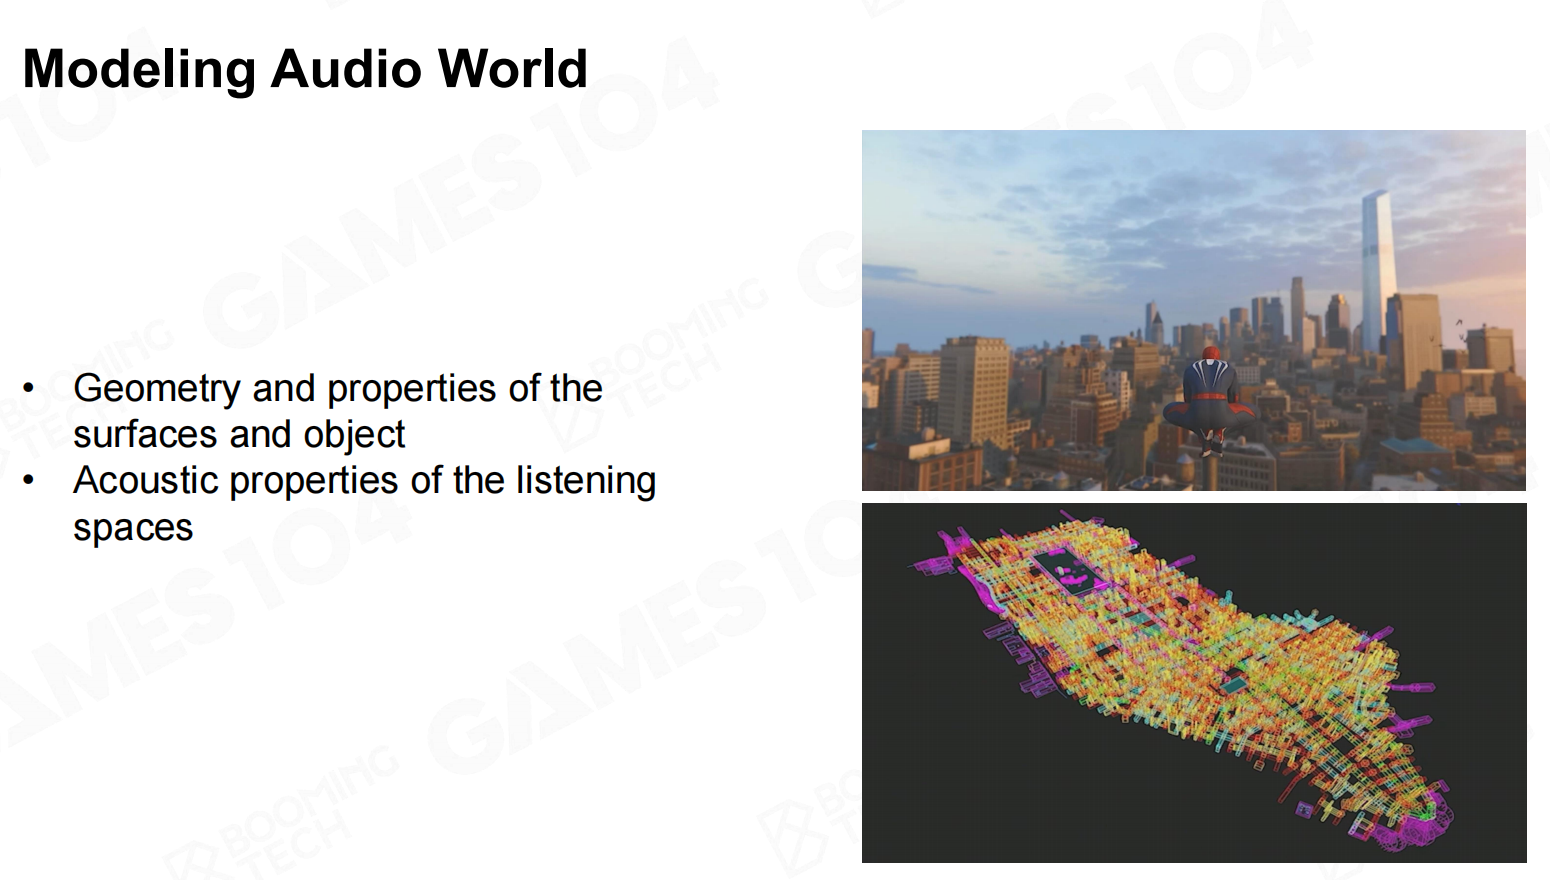 Modeling Audio World
• Geometry and properties of the
surfaces and object
• Acoustic properties of the listening
spaces
GAMES104
BOOMING
TECH